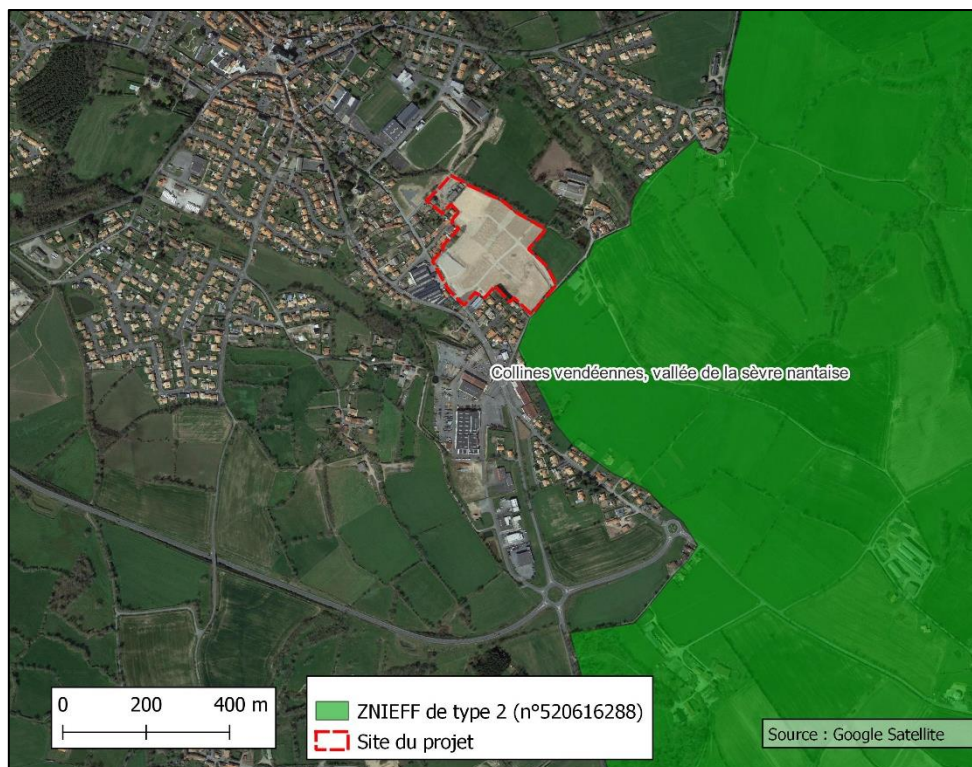 Collines vendéennes, vallée de la sèvre nantaise
0 200 400 m
ZNIEFF de type 2 (n°520616288)
Site du projet
Source : Google Satellite